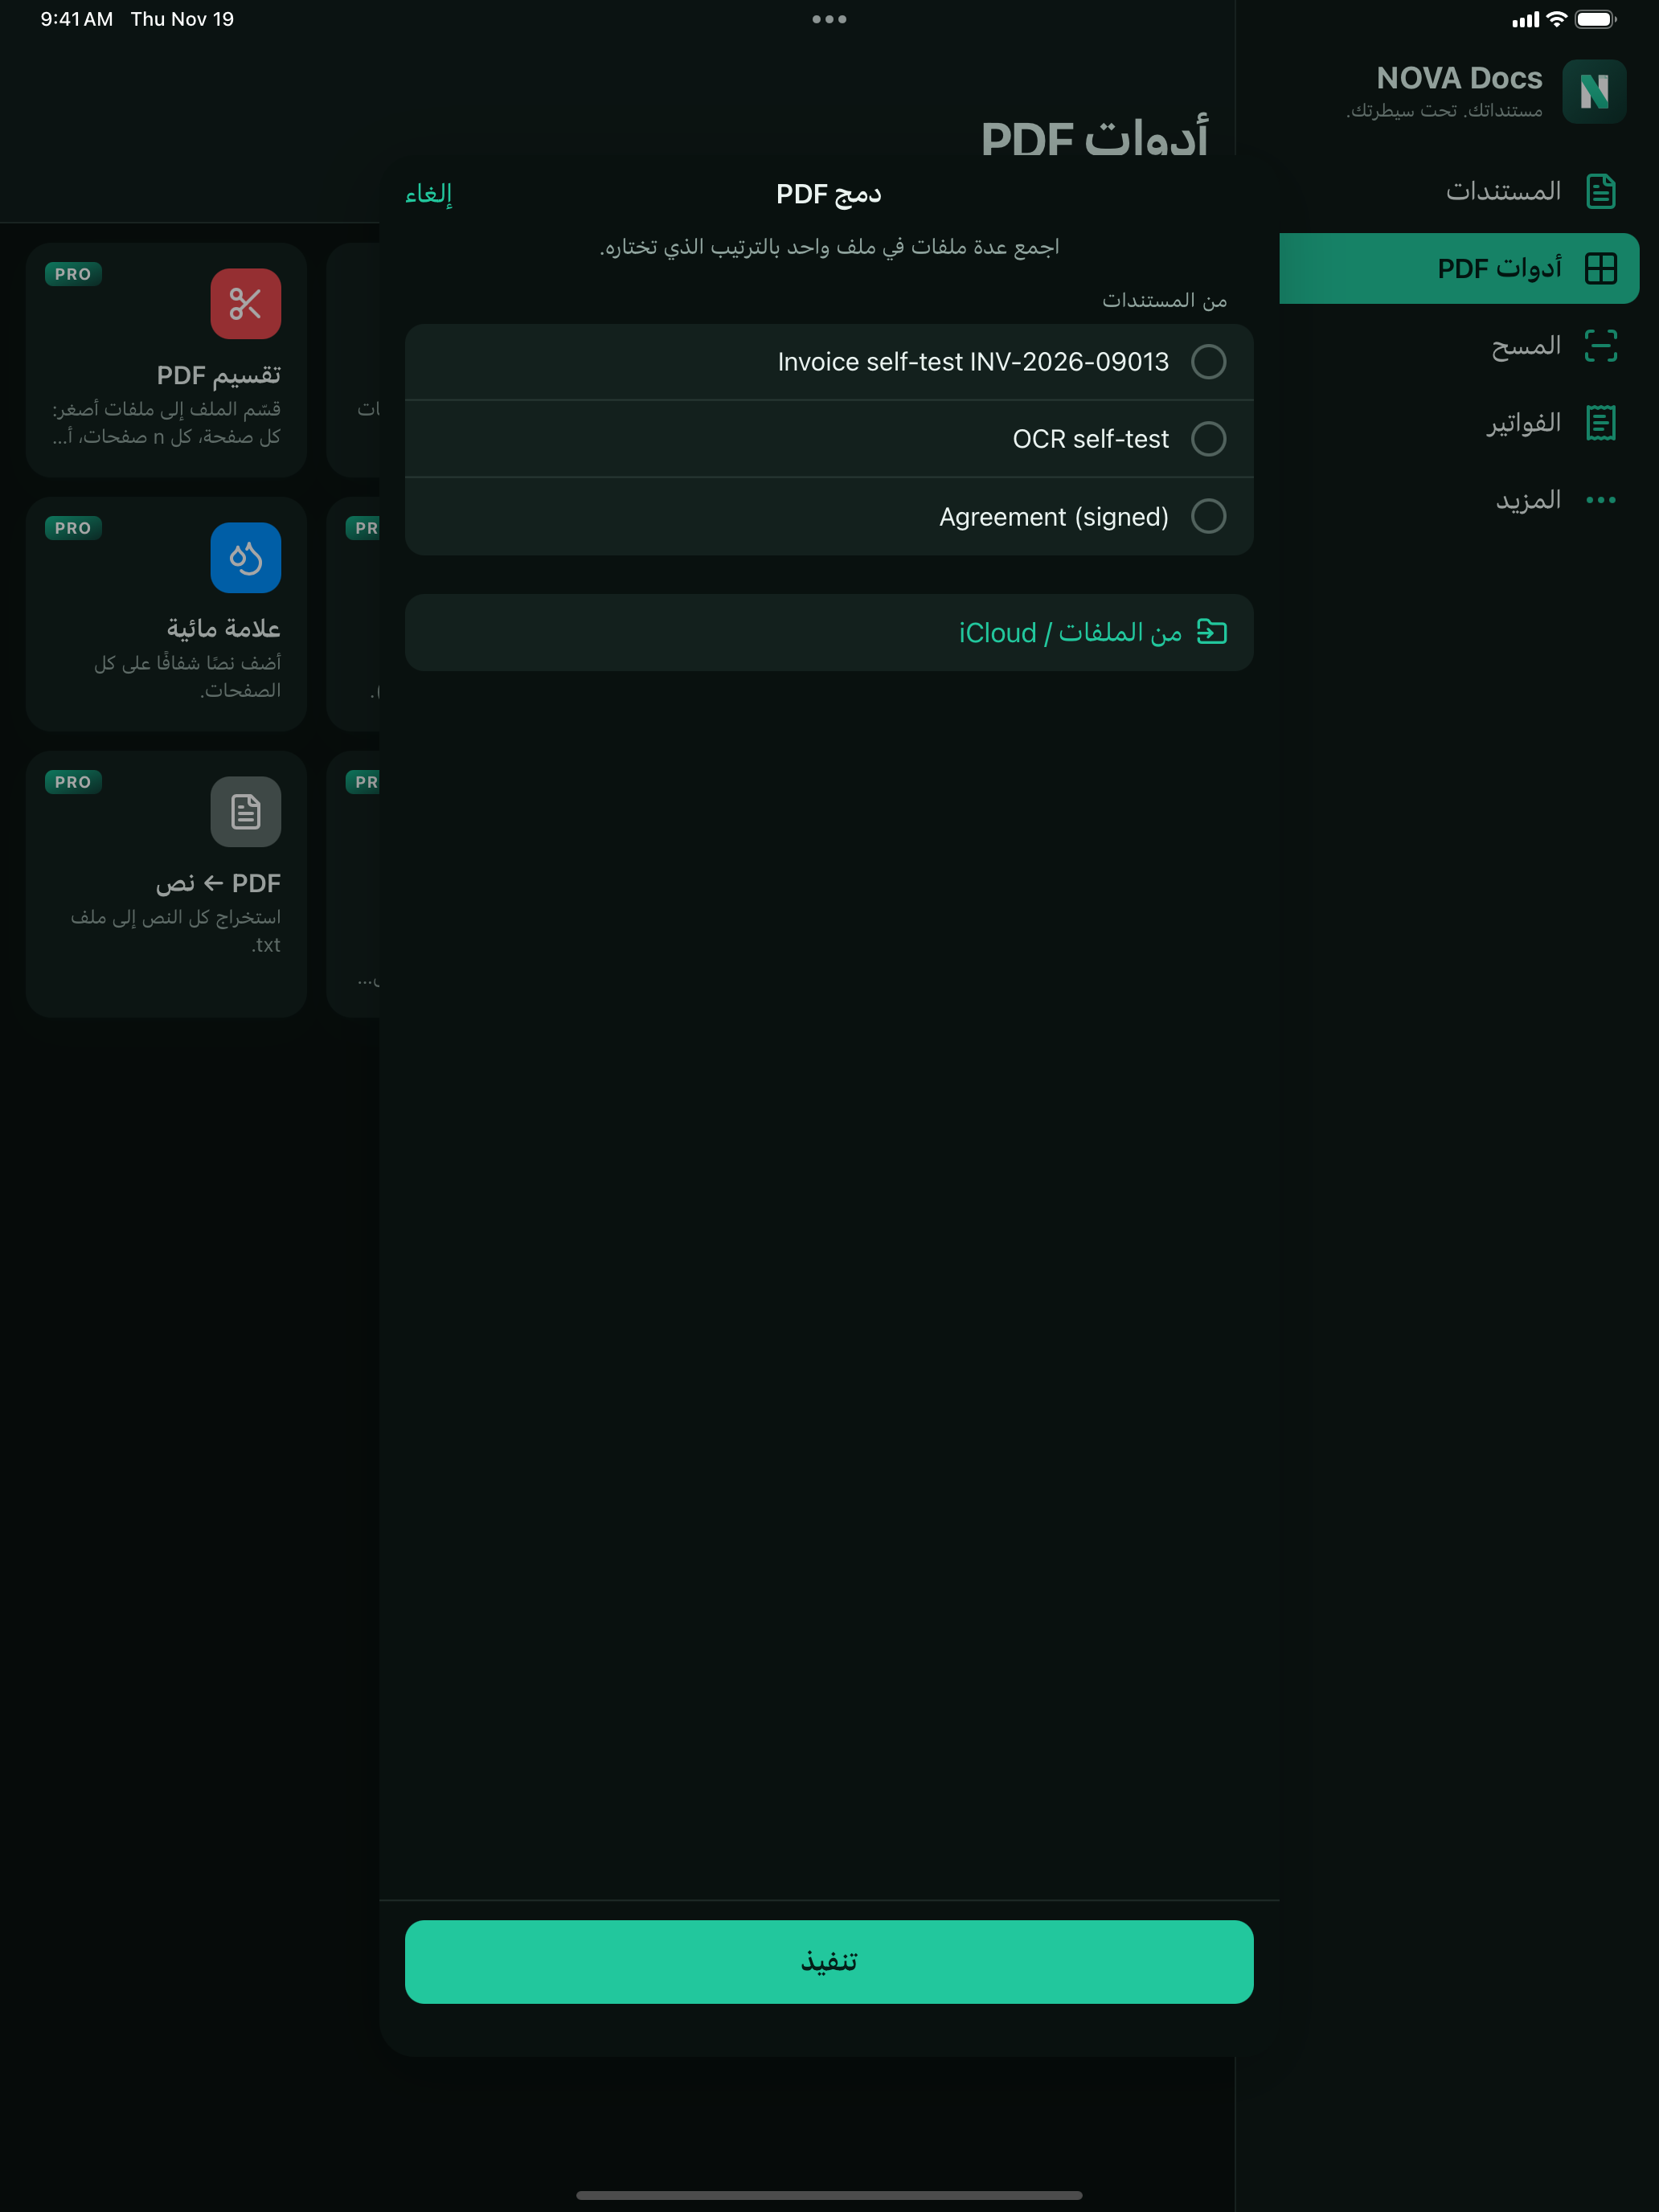 9:41 AM Thu Nov 19
NOVA Docs
مستنداتك. تحت سيطرتك.
المستندات
أدوات PDF
المسح
الفواتير
المزيد
أدوات PDF
دمج PDF
إلغاء
اجمع عدة ملفات في ملف واحد بالترتيب الذي تختاره.
من المستندات
Invoice self-test INV-2026-09013
OCR self-test
Agreement (signed)
من الملفات / iCloud
تنفيذ
PRO
تقسيم PDF
قسّم الملف إلى ملفات أصغر:
كل صفحة، كل n صفحات، أ...
PRO
علامة مائية
أضف نصًا شفافًا على كل
الصفحات.
PRO
PDF ← نص
استخراج كل النص إلى ملف
txt.